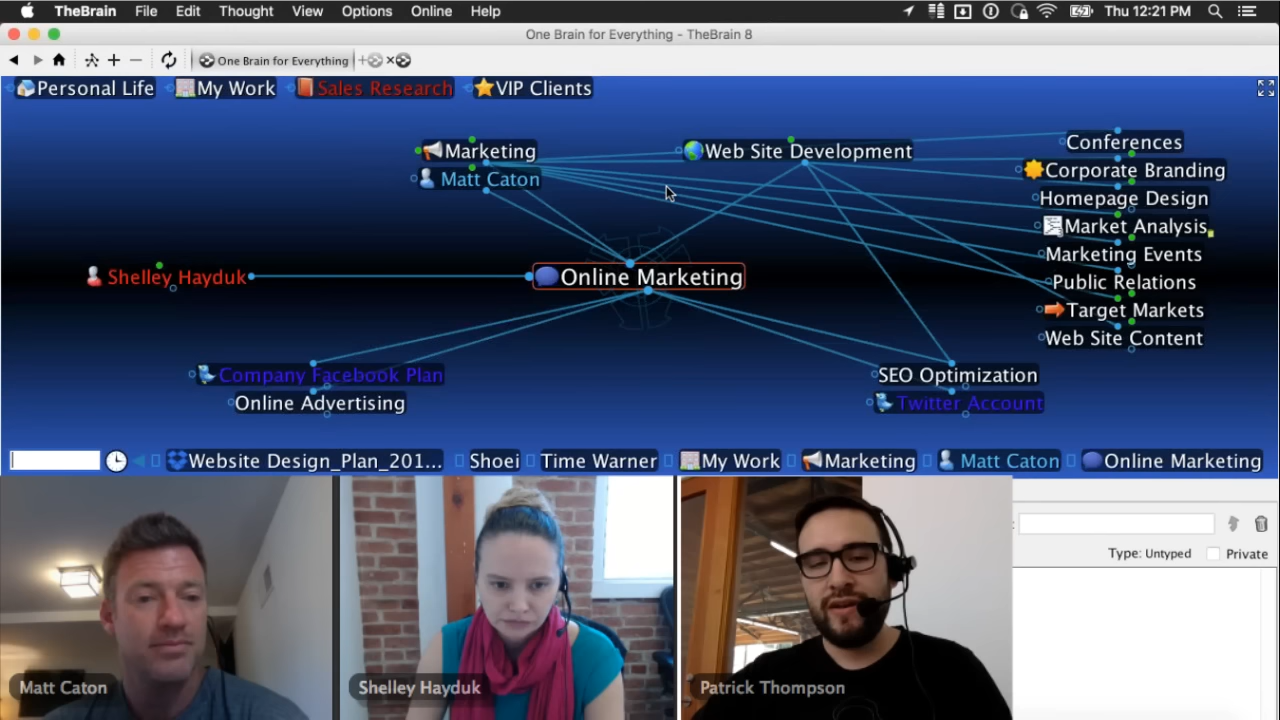 TheBrain File Edit Thought View Options Online Help Thu 12:21 PM
One Brain for Everything - TheBrain 8
One Brain for Everything
Personal Life My Work Sales Research VIP Clients
Marketing
Matt Caton
Web Site Development
Conferences
Corporate Branding
Homepage Design
Market Analysis
Marketing Events
Public Relations
Target Markets
Web Site Content
Shelley Hayduk
Online Marketing
Company Facebook Plan
Online Advertising
SEO Optimization
Twitter Account
Website Design_Plan_201... Shoei Time Warner My Work Marketing Matt Caton Online Marketing
Type: Untyped Private
Matt Caton
Shelley Hayduk
Patrick Thompson